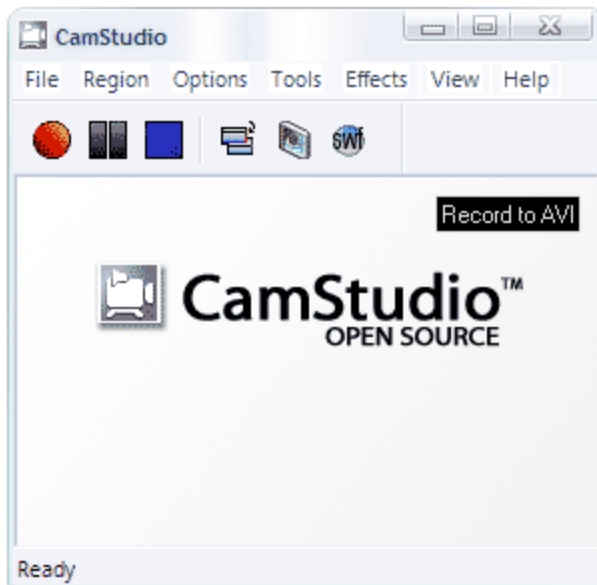 CamStudio
File Region Options Tools Effects View Help
swf
Record to AVI
CamStudio™
OPEN SOURCE
Ready